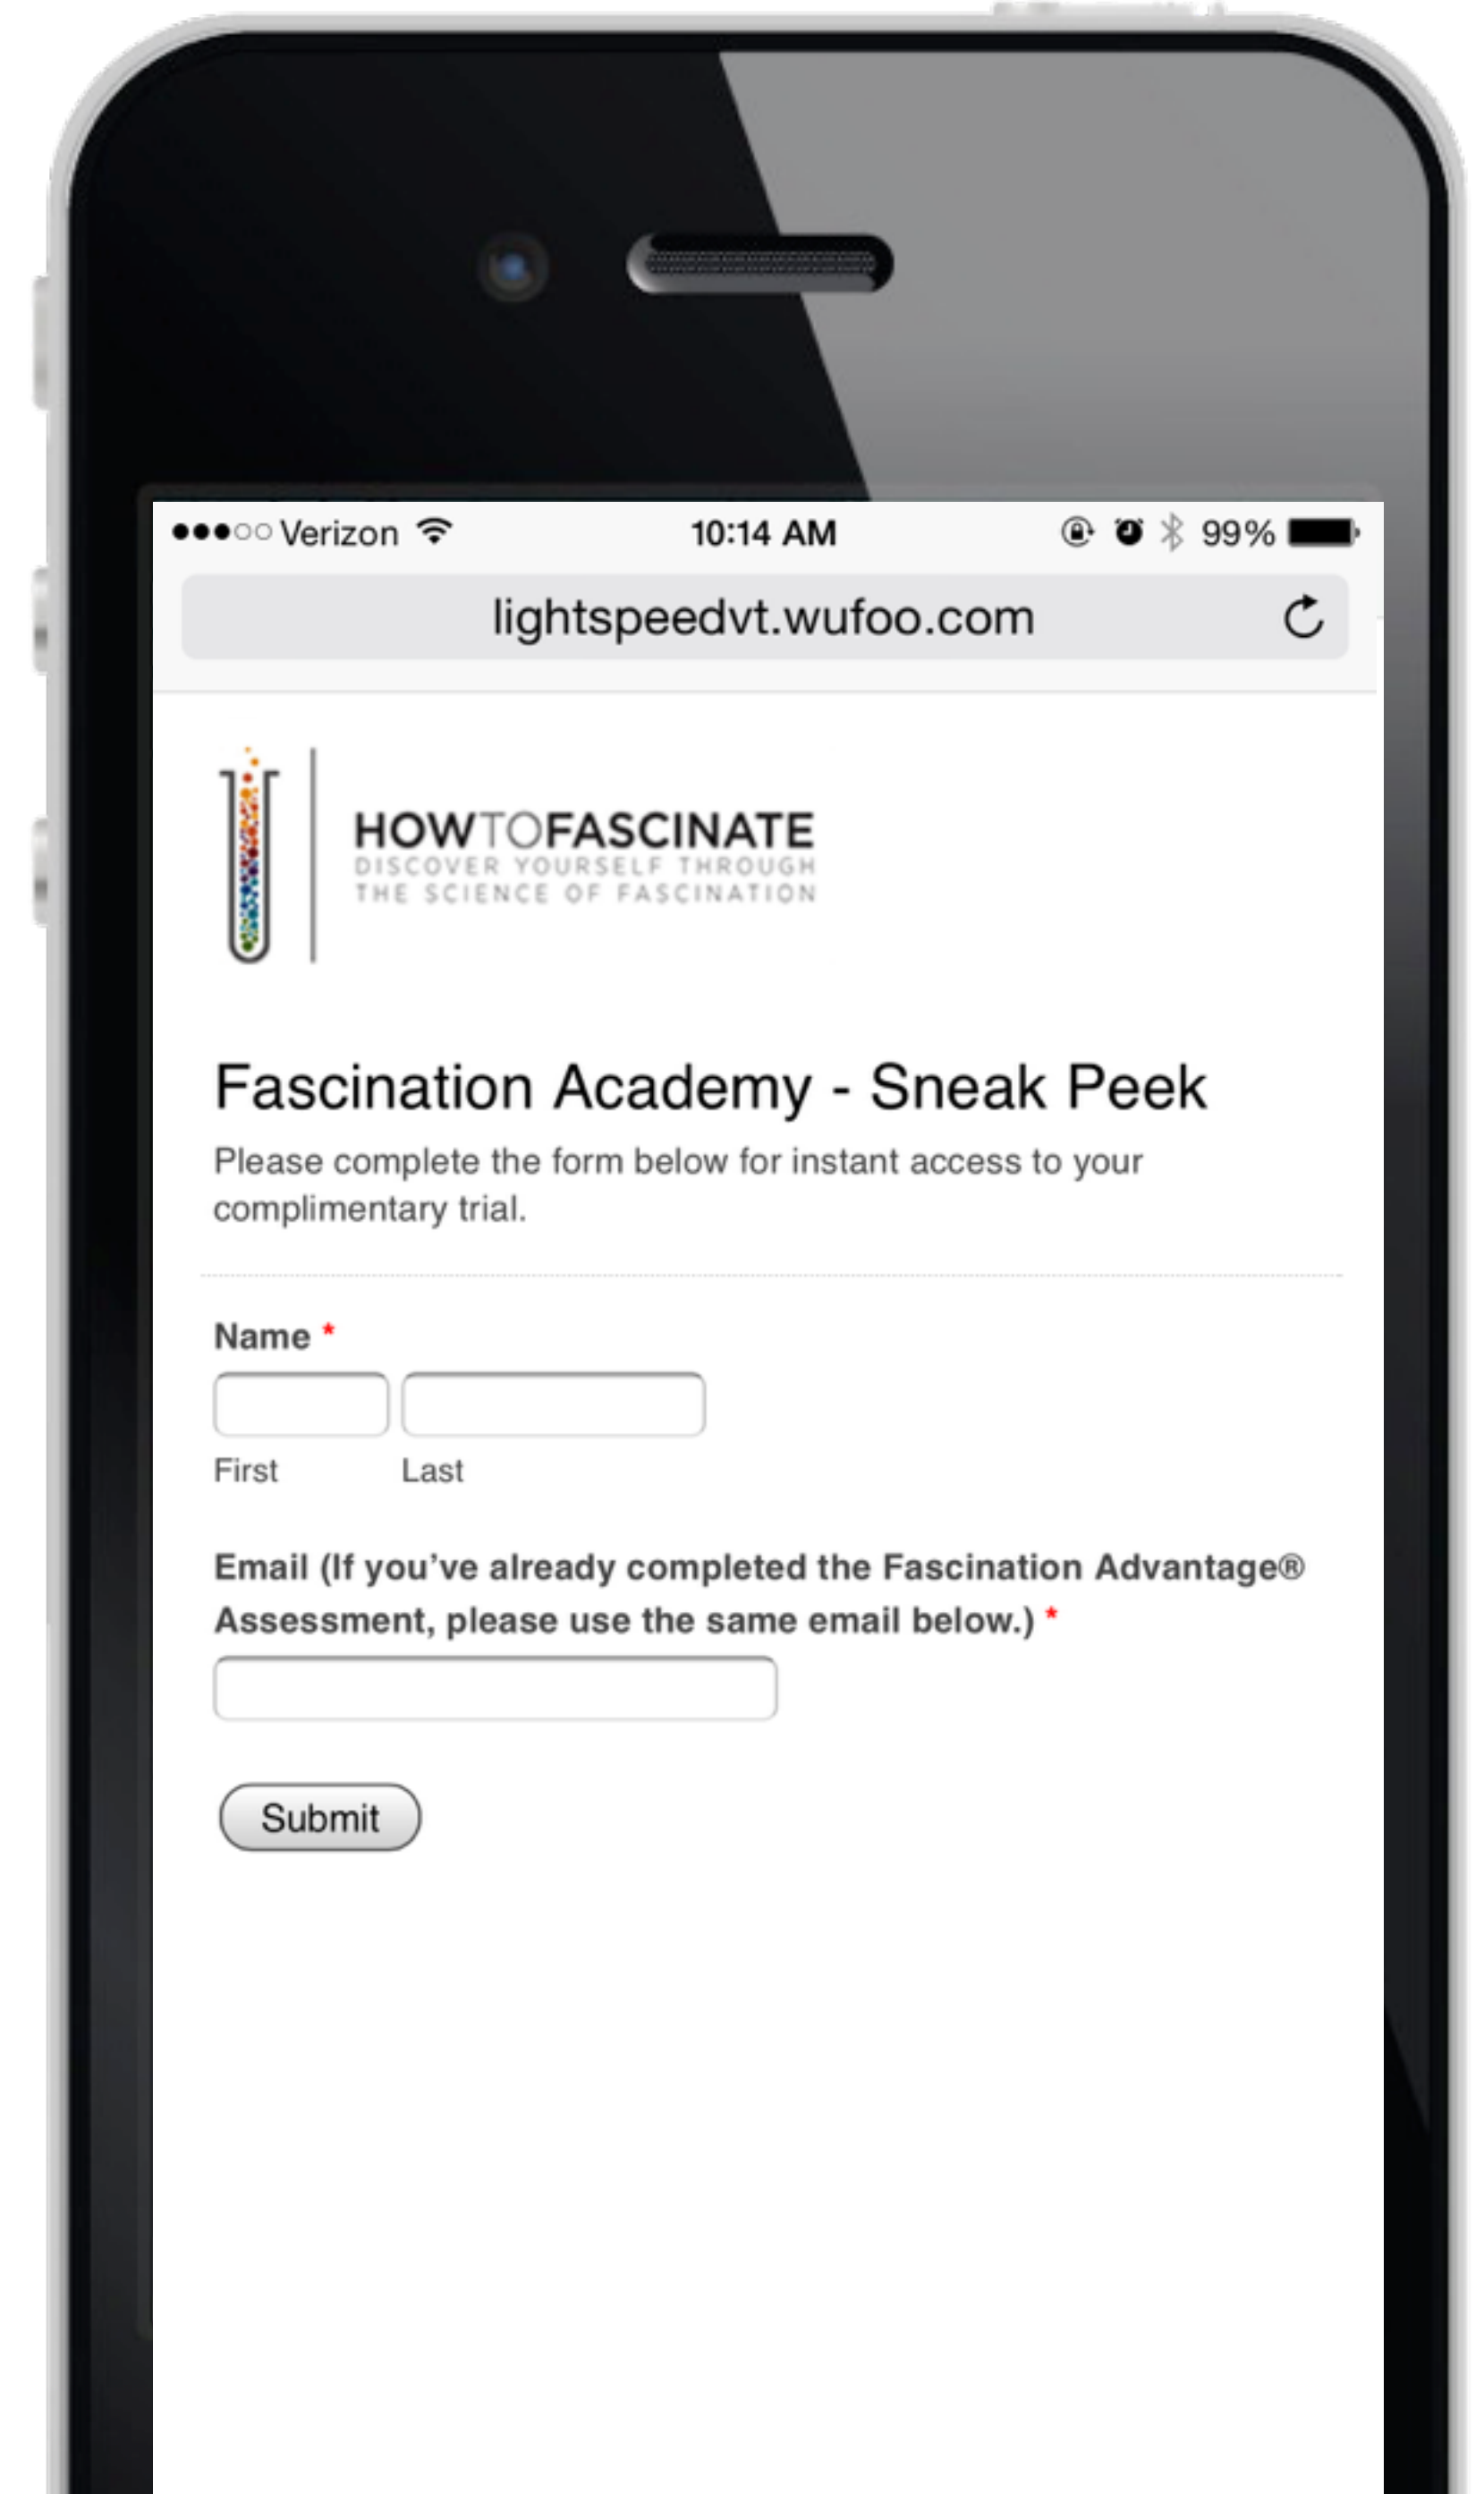 Verizon 10:14 AM 99%
lightspeedvt.wufoo.com
HOWTOFASCINATE
DISCOVER YOURSELF THROUGH
THE SCIENCE OF FASCINATION
Fascination Academy - Sneak Peek
Please complete the form below for instant access to your
complimentary trial.
Name *
First Last
Email (If you've already completed the Fascination Advantage®
Assessment, please use the same email below.) *
Submit